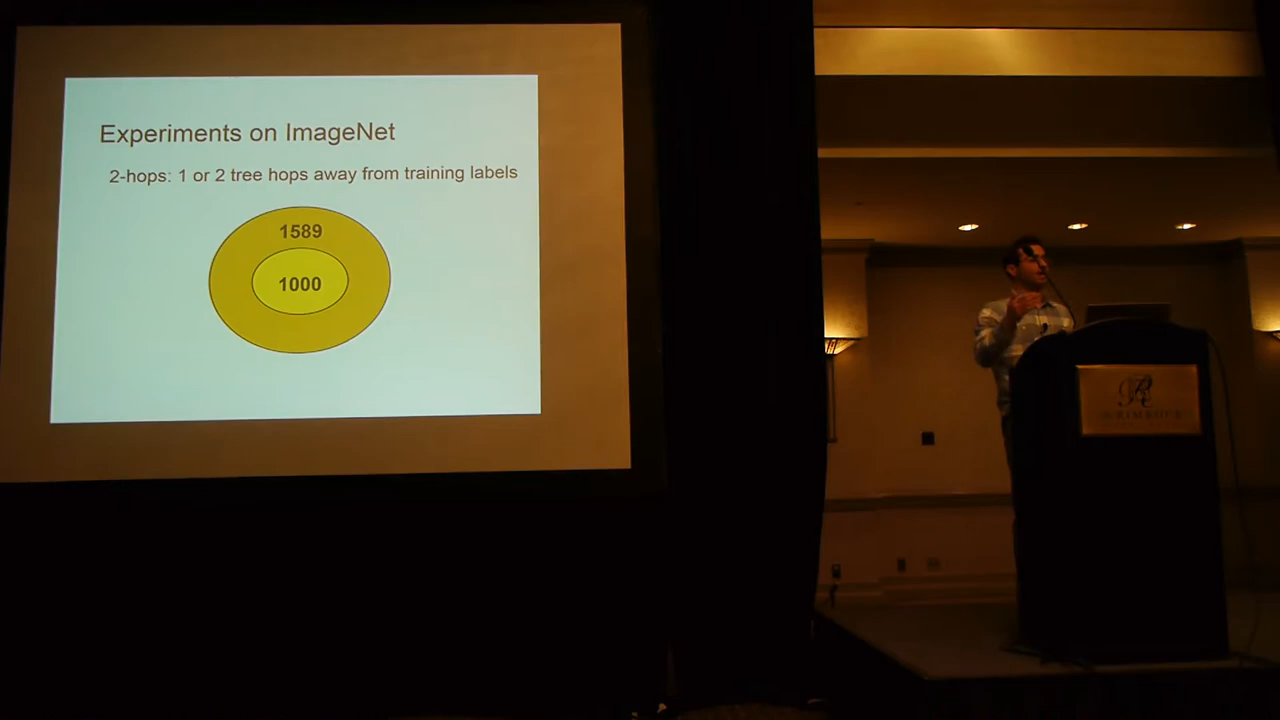 Experiments on ImageNet
2-hops: 1 or 2 tree hops away from training labels
1589
1000